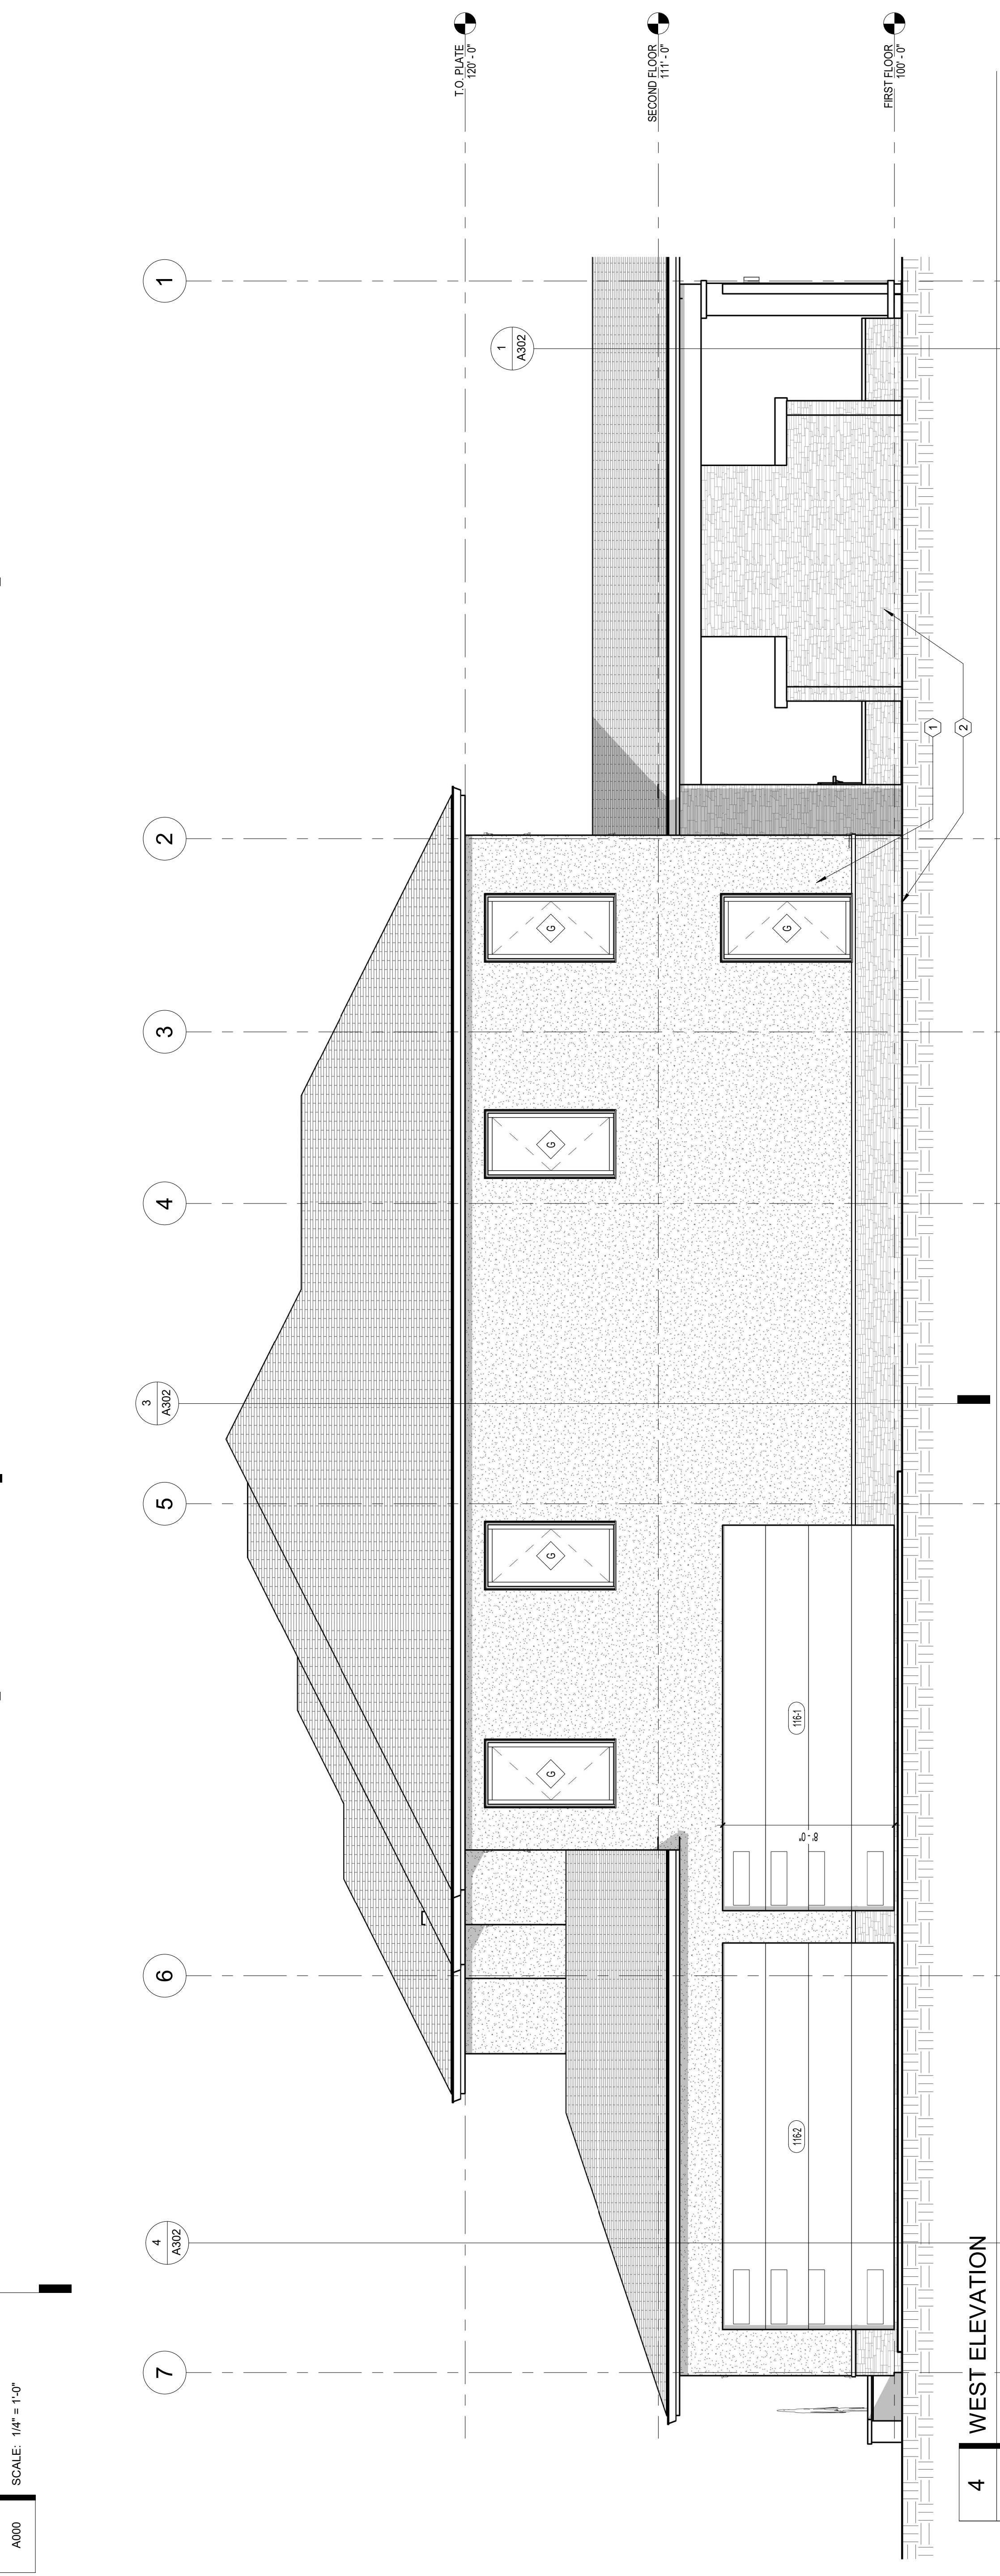 7
4
A302
6
5
3
A302
4
3
2
1
1
A302
T.O. PLATE
120' - 0"
SECOND FLOOR
111' - 0"
FIRST FLOOR
100' - 0"
G
G
G
G
G
116-2
116-1
8' - 0"
1
2
4
WEST ELEVATION
A000
SCALE: 1/4" = 1'-0"